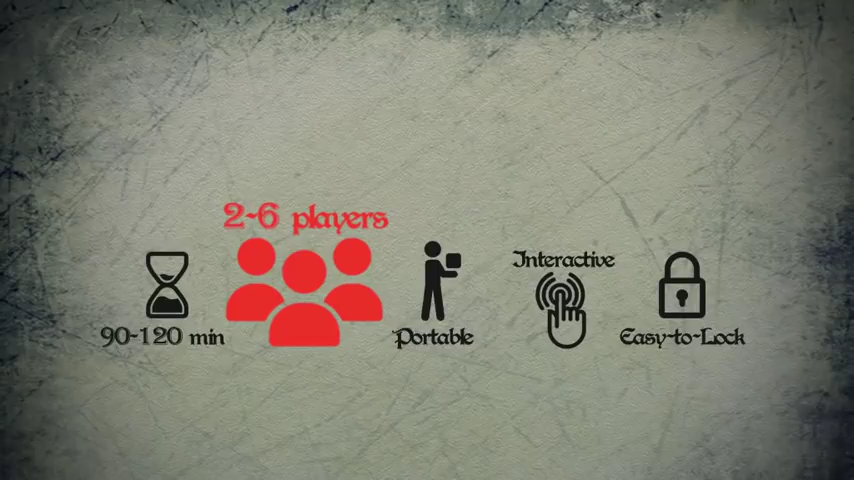 2-6 players
Interactive
90-120 min
Portable
Easy-to-Lock